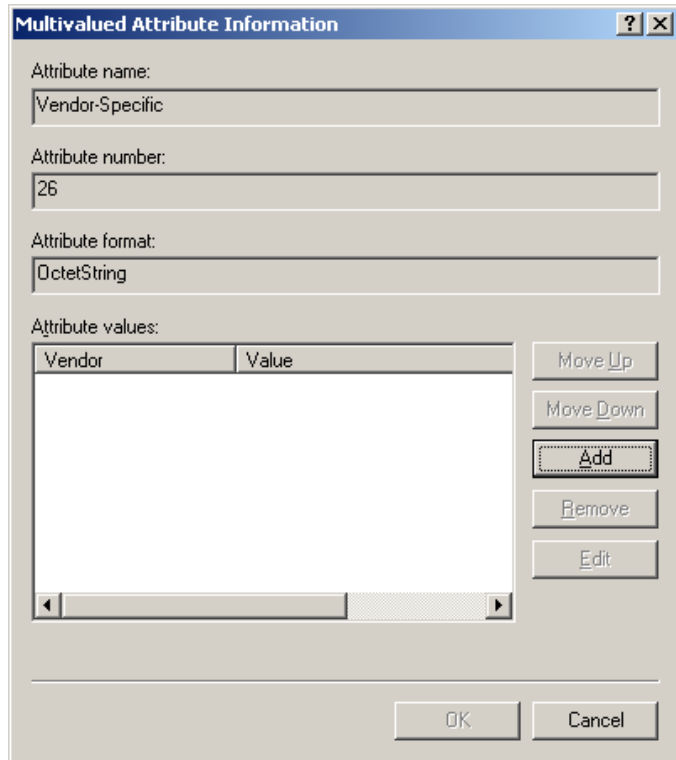 Multivalued Attribute Information
Attribute name:
Vendor-Specific
Attribute number:
26
Attribute format:
OctetString
Attribute values:
Vendor Value
Move Up
Move Down
Add
Remove
Edit
OK Cancel